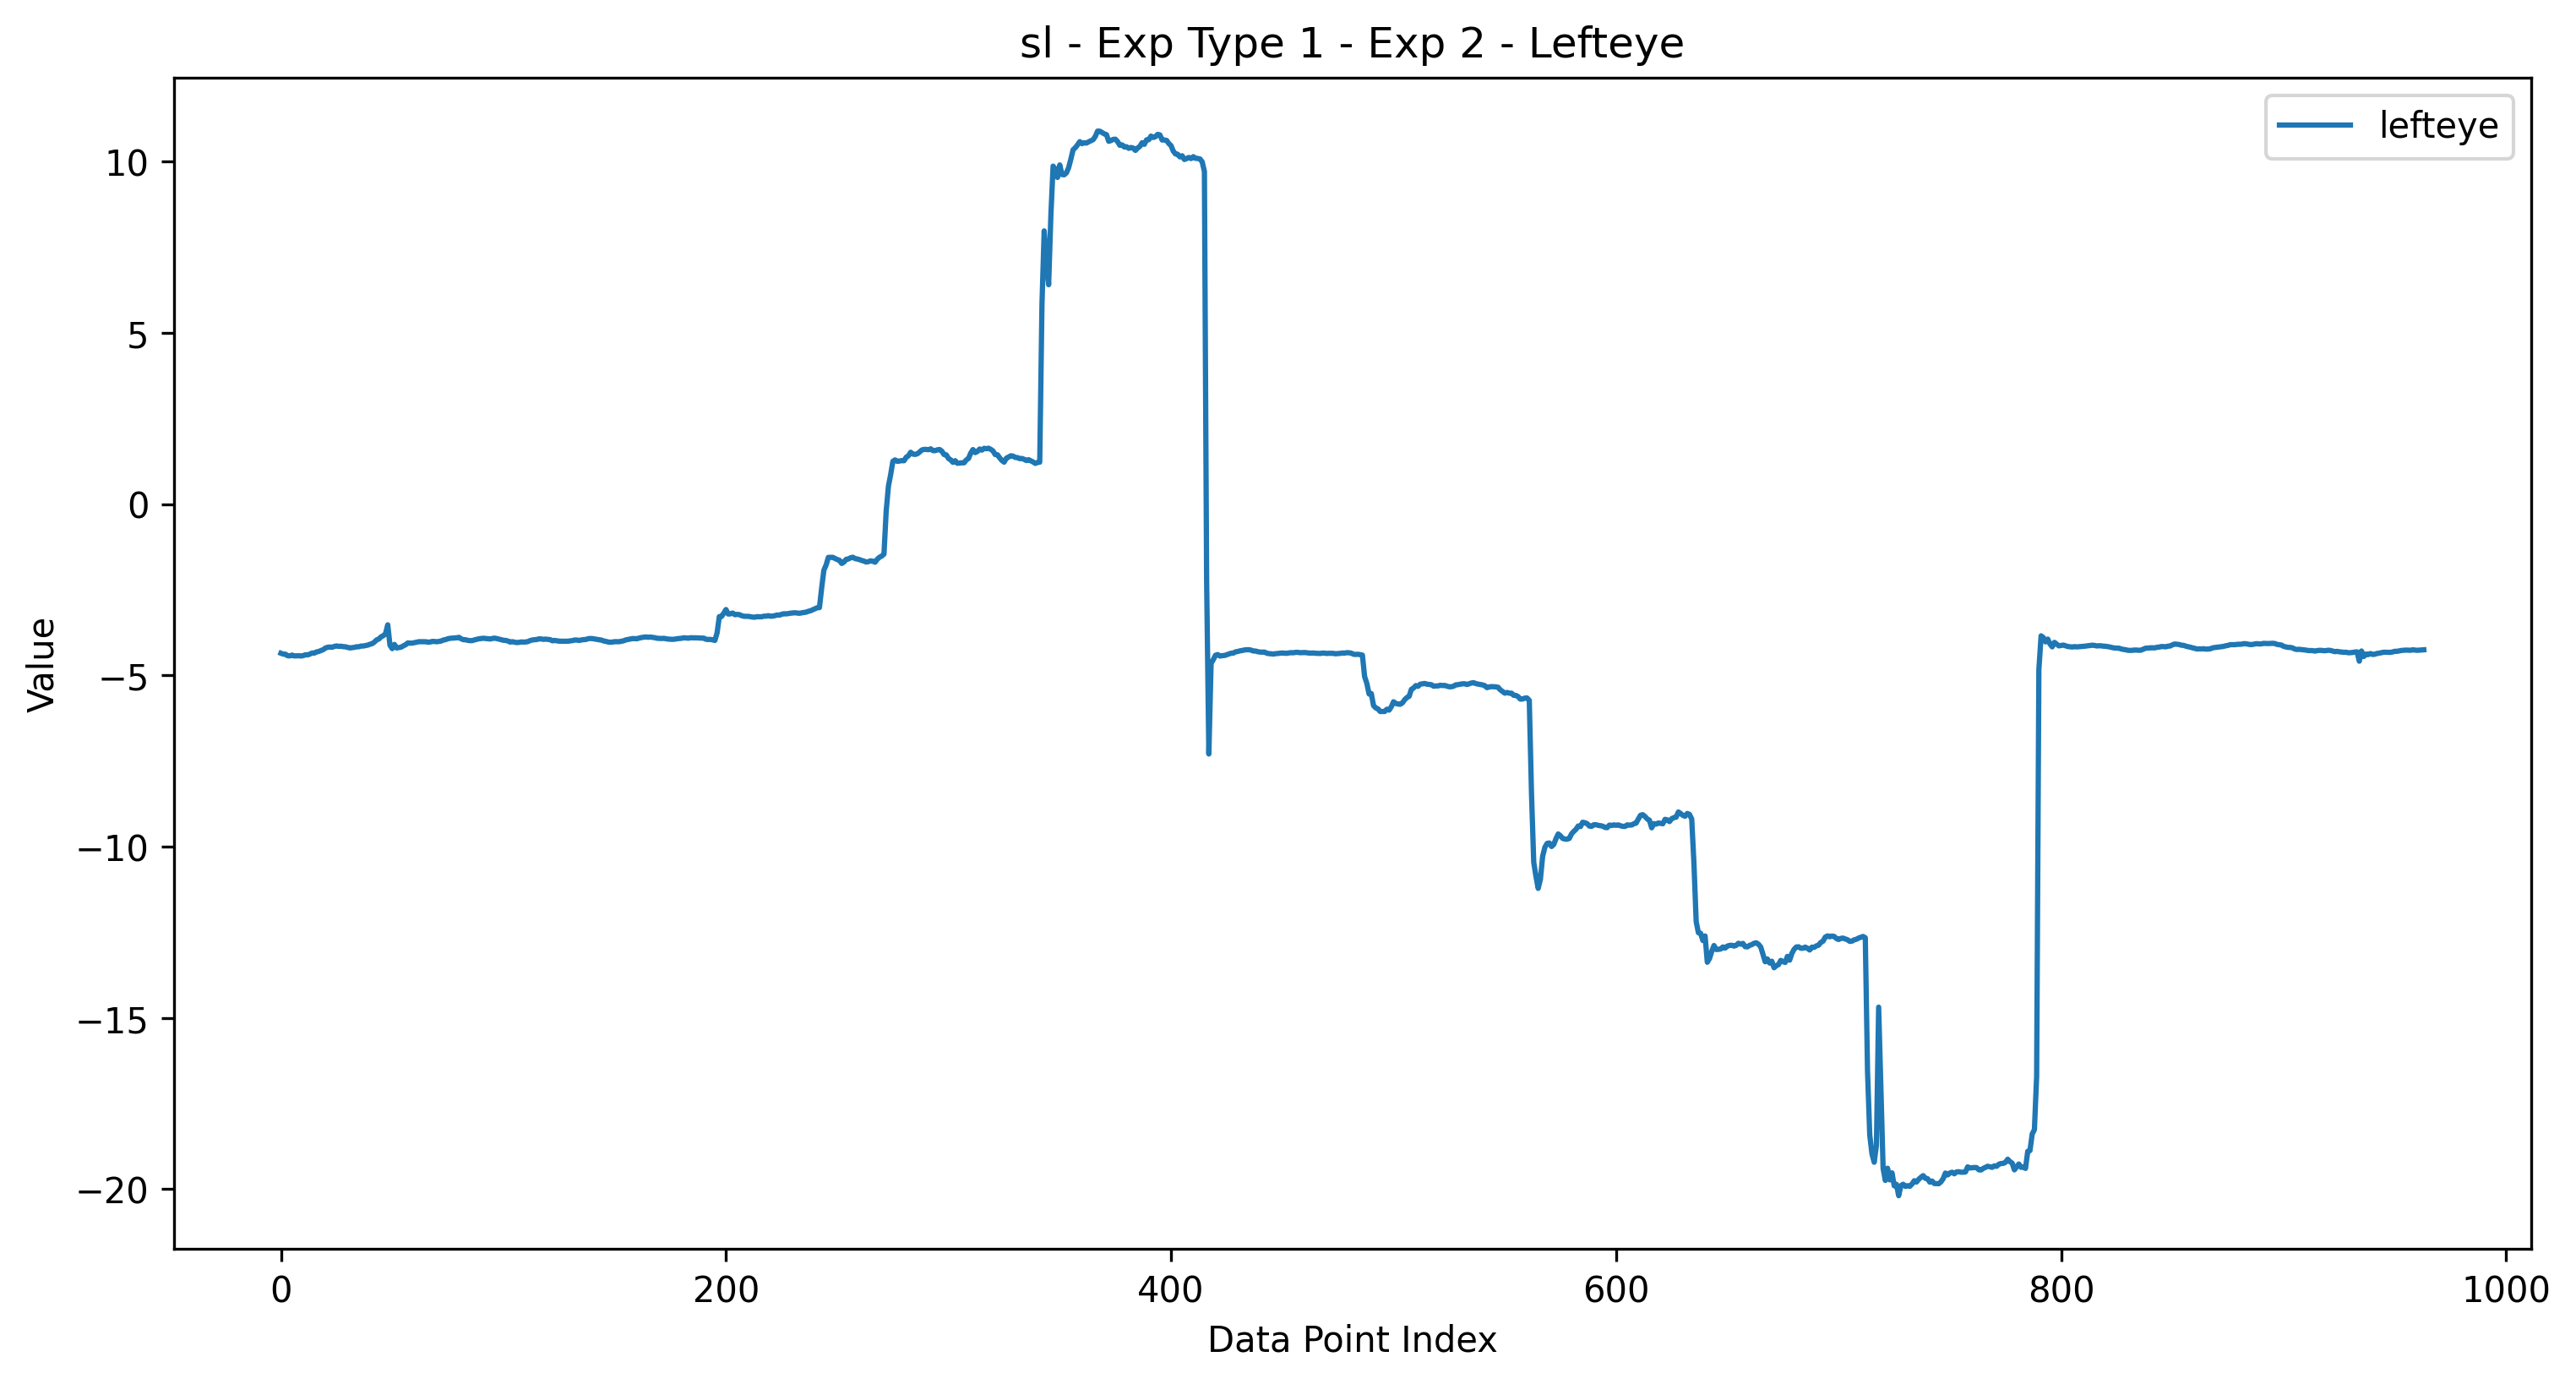 sl - Exp Type 1 - Exp 2 - Lefteye
lefteye
Value
10
5
0
−5
−10
−15
−20
0 200 400 600 800 1000
Data Point Index